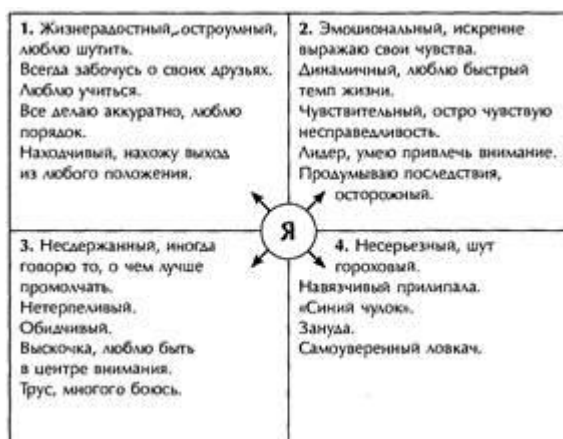 1. Жизнерадостный, остроумный,
люблю шутить.
Всегда забочусь о своих друзьях.
Люблю учиться.
Все делаю аккуратно, люблю
порядок.
Находчивый, нахожу выход
из любого положения.
2. Эмоциональный, искренне
выражаю свои чувства.
Динамичный, люблю быстрый
темп жизни.
Чувствительный, остро чувствую
несправедливость.
Лидер, умею привлечь внимание.
Продумываю последствия,
осторожный.
Я
3. Несдержанный, иногда
говорю то, о чем лучше
промолчать.
Нетерпеливый.
Обидчивый.
Выскочка, люблю быть
в центре внимания.
Трус, многого боюсь.
4. Несерьезный, шут
гороховый.
Навязчивый прилипала.
«Синий чулок».
Зануда.
Самоуверенный ловкач.